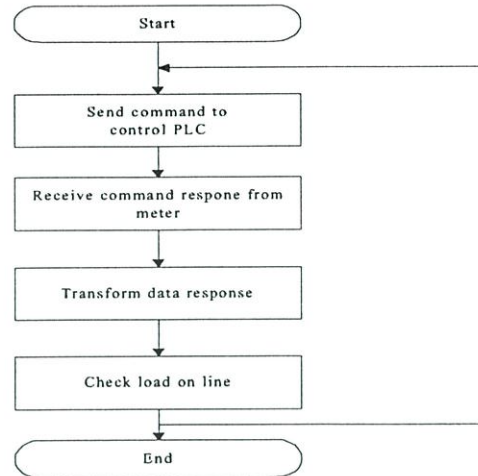 Start
Send command to
control PLC
Receive command respone from
meter
Transform data response
Check load on line
End